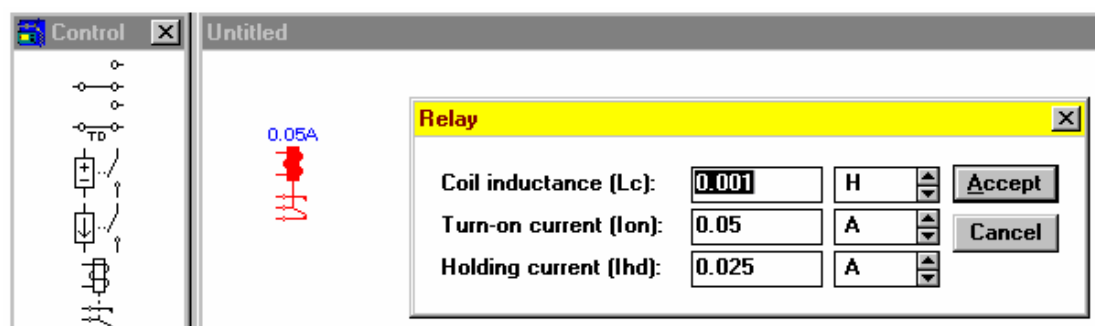 Control
Untitled
TD
+
−
0.05A
Relay
Coil inductance (Lc): 0.001 H Accept
Turn-on current (Ion): 0.05 A Cancel
Holding current (Ihd): 0.025 A